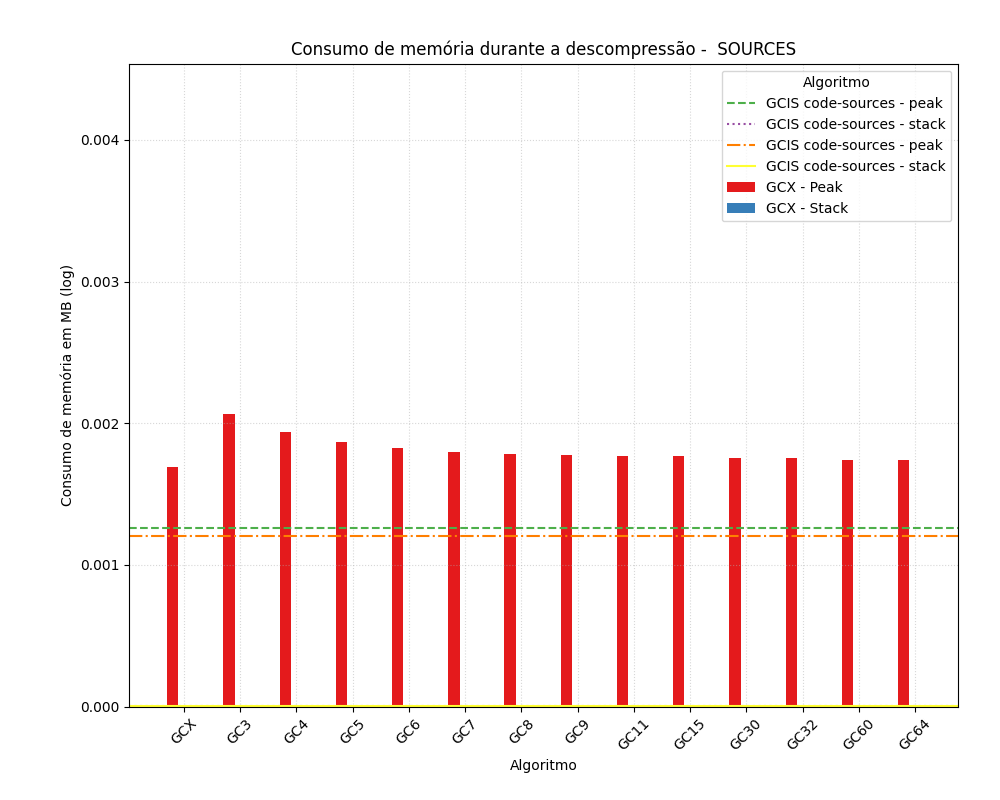 Consumo de memória durante a descompressão -  SOURCES
Algoritmo
GCIS code-sources - peak
GCIS code-sources - stack
GCIS code-sources - peak
GCIS code-sources - stack
GCX - Peak
GCX - Stack
Consumo de memória em MB (log)
0.004
0.003
0.002
0.001
0.000
GCX
GC3
GC4
GC5
GC6
GC7
GC8
GC9
GC11
GC15
GC30
GC32
GC60
GC64
Algoritmo